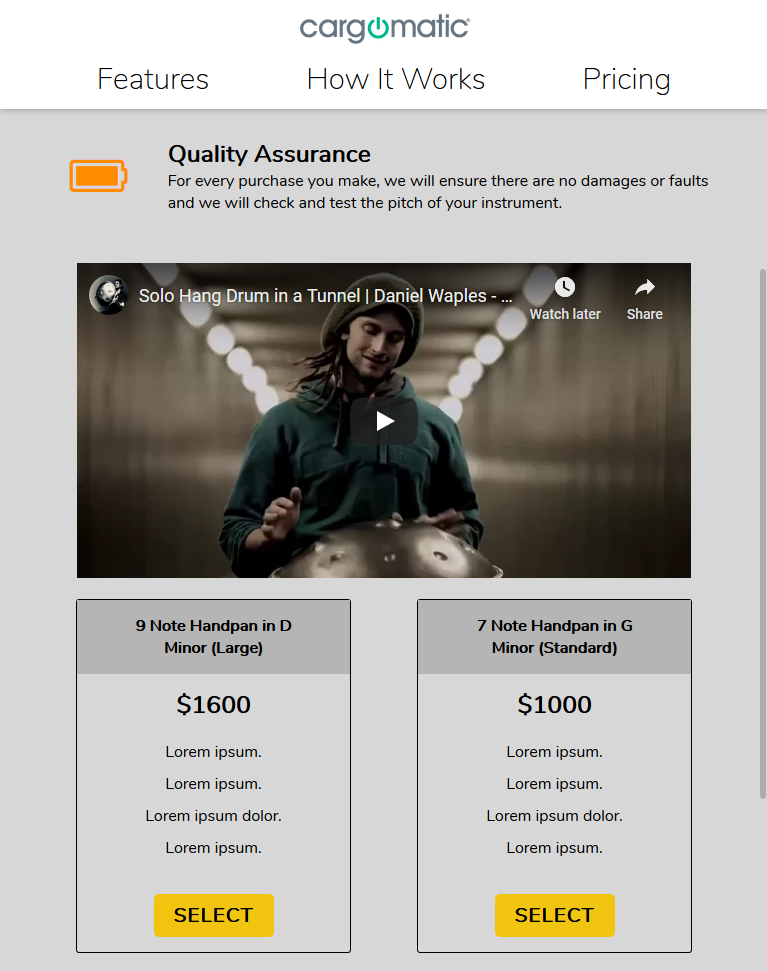 cargomatic
Features How It Works Pricing
Quality Assurance
For every purchase you make, we will ensure there are no damages or faults
and we will check and test the pitch of your instrument.
Solo Hang Drum in a Tunnel | Daniel Waples - ...
Watch later Share
9 Note Handpan in D
Minor (Large)
$1600
Lorem ipsum.
Lorem ipsum.
Lorem ipsum dolor.
Lorem ipsum.
SELECT
7 Note Handpan in G
Minor (Standard)
$1000
Lorem ipsum.
Lorem ipsum.
Lorem ipsum dolor.
Lorem ipsum.
SELECT